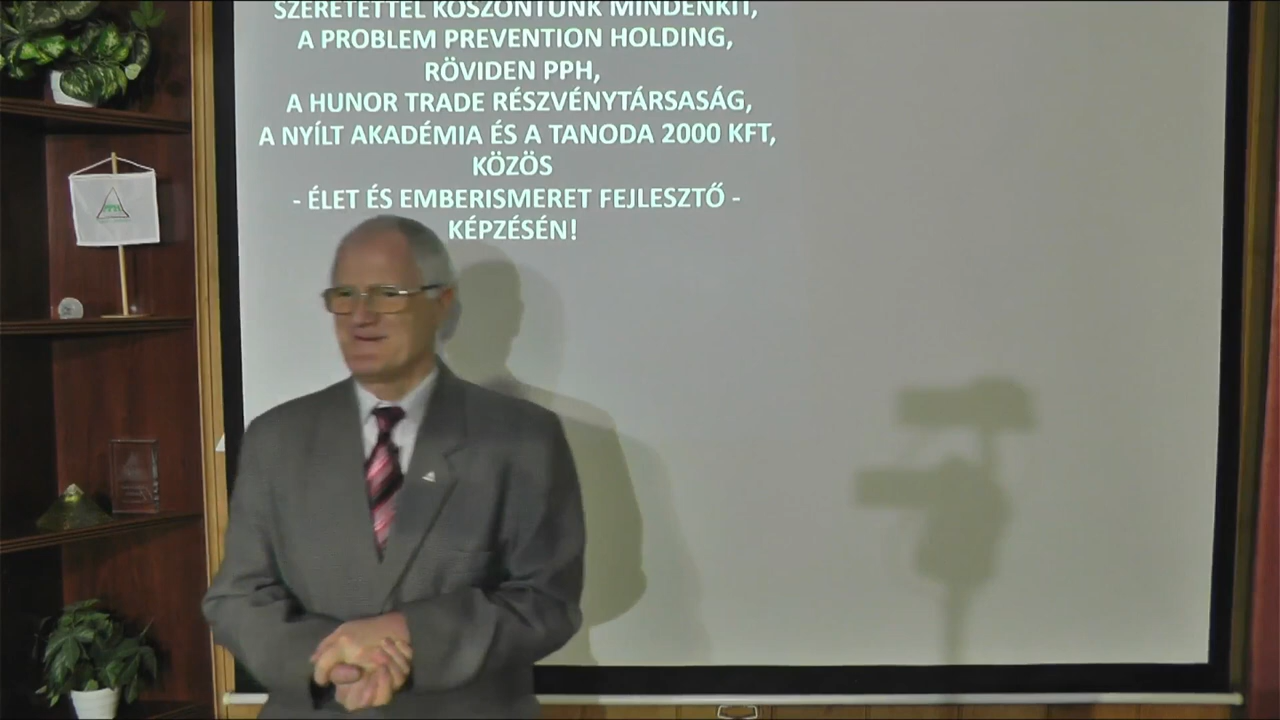 SZERETETTEL KÖSZÖNTÜNK MINDENKIT,
A PROBLEM PREVENTION HOLDING,
RÖVIDEN PPH,
A HUNOR TRADE RÉSZVÉNYTÁRSASÁG,
A NYÍLT AKADÉMIA ÉS A TANODA 2000 KFT,
KÖZÖS
- ÉLET ÉS EMBERISMERET FEJLESZTŐ -
KÉPZÉSÉN!
PPH